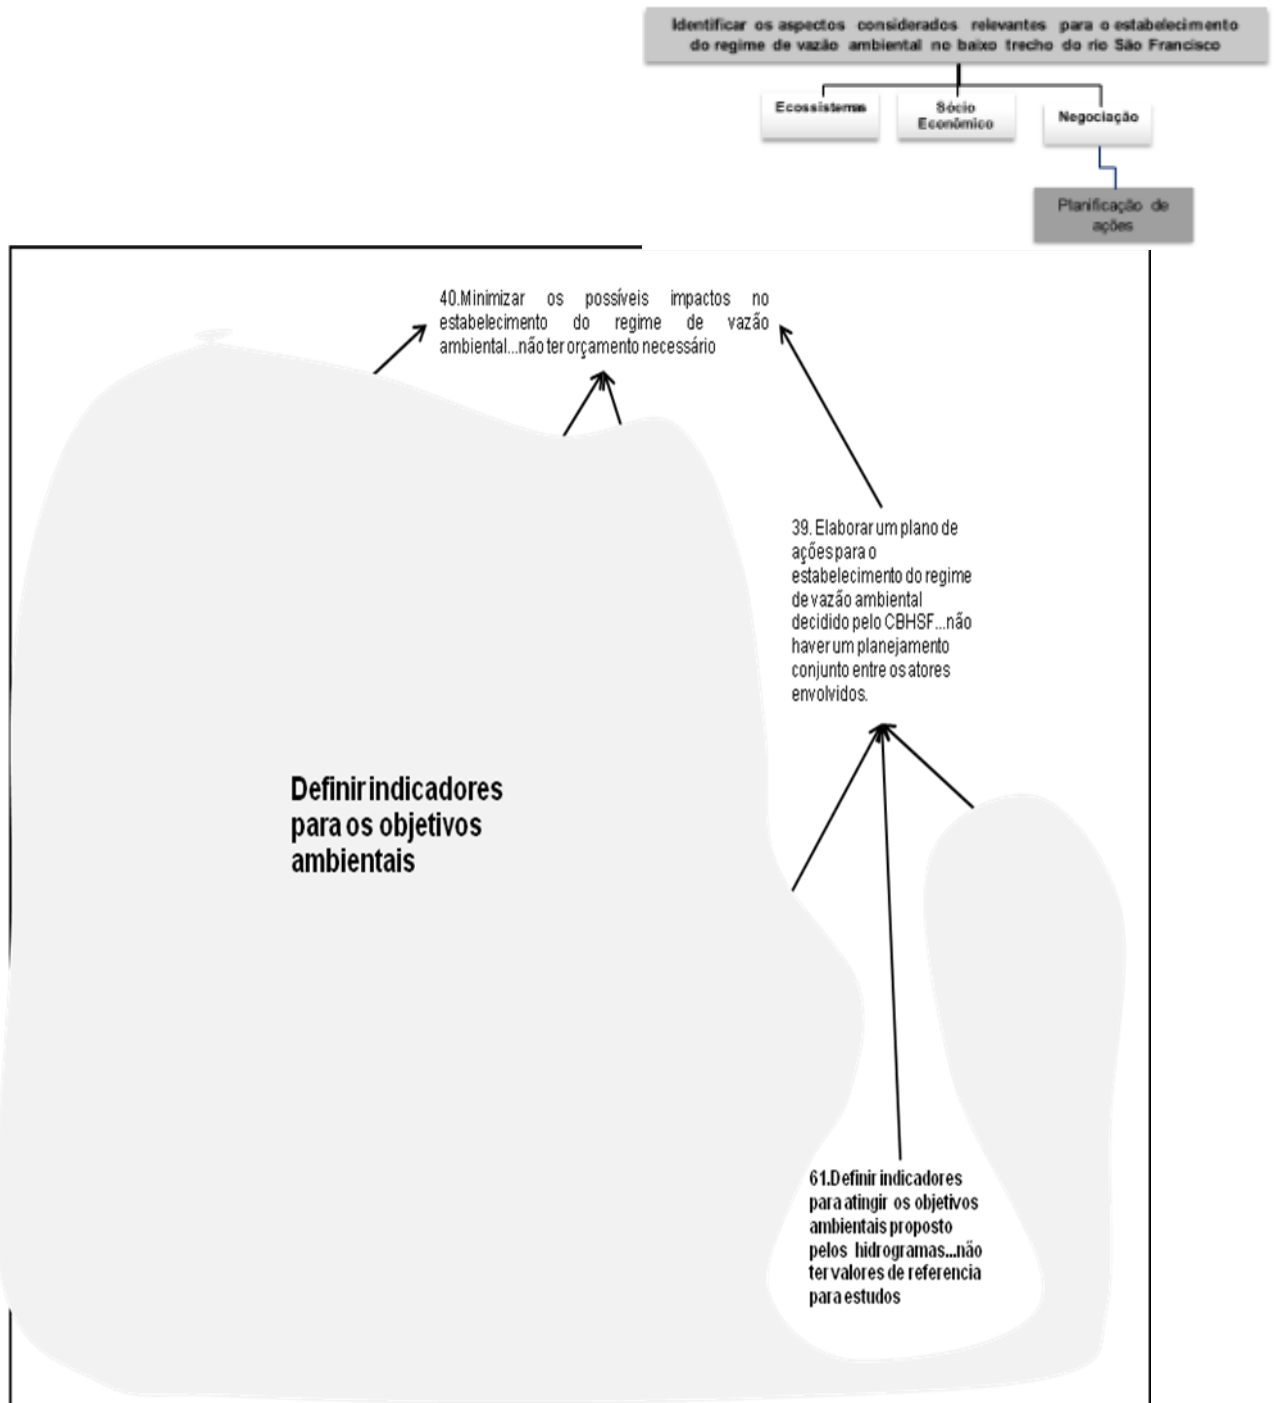 Identificar os aspectos considerados relevantes para o estabelecimento
do regime de vazão ambiental no baixo trecho do rio São Francisco
Ecossistemas
Sócio
Econômico
Negociação
Planificação de
ações
40.Minimizar os possíveis impactos no
estabelecimento do regime de vazão
ambiental...não ter orçamento necessário
39. Elaborar um plano de
ações para o
estabelecimento do regime
de vazão ambiental
decidido pelo CBHSF...não
haver um planejamento
conjunto entre os atores
envolvidos.
Definir indicadores
para os objetivos
ambientais
61.Definir indicadores
para atingir os objetivos
ambientais proposto
pelos hidrogramas...não
ter valores de referencia
para estudos